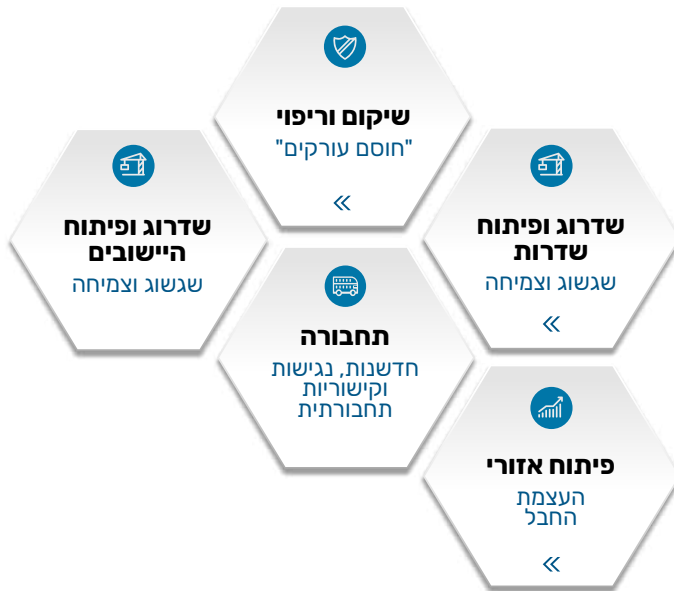 שיקום וריפוי
"חוסם עורקים"
»
שדרוג ופיתוח
שדרות
שגשוג וצמיחה
»
שדרוג ופיתוח
היישובים
שגשוג וצמיחה
תחבורה
חדשנות, נגישות
וקישוריות
תחבורתית
פיתוח אזורי
העצמת
החבל
»